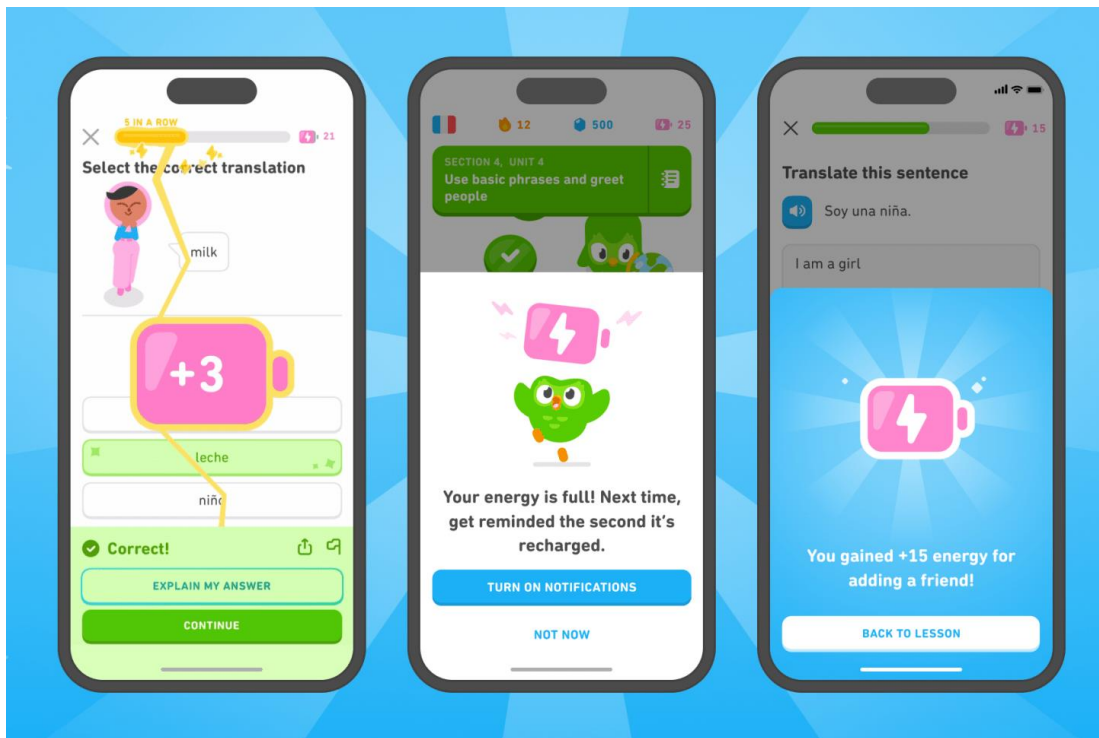 5 IN A ROW
21
Select the correct translation
milk
+3
leche
niño
Correct!
EXPLAIN MY ANSWER
CONTINUE
12
500
25
SECTION 4, UNIT 4
Use basic phrases and greet
people
Your energy is full! Next time,
get reminded the second it’s
recharged.
TURN ON NOTIFICATIONS
NOT NOW
15
Translate this sentence
Soy una niña.
I am a girl
You gained +15 energy for
adding a friend!
BACK TO LESSON